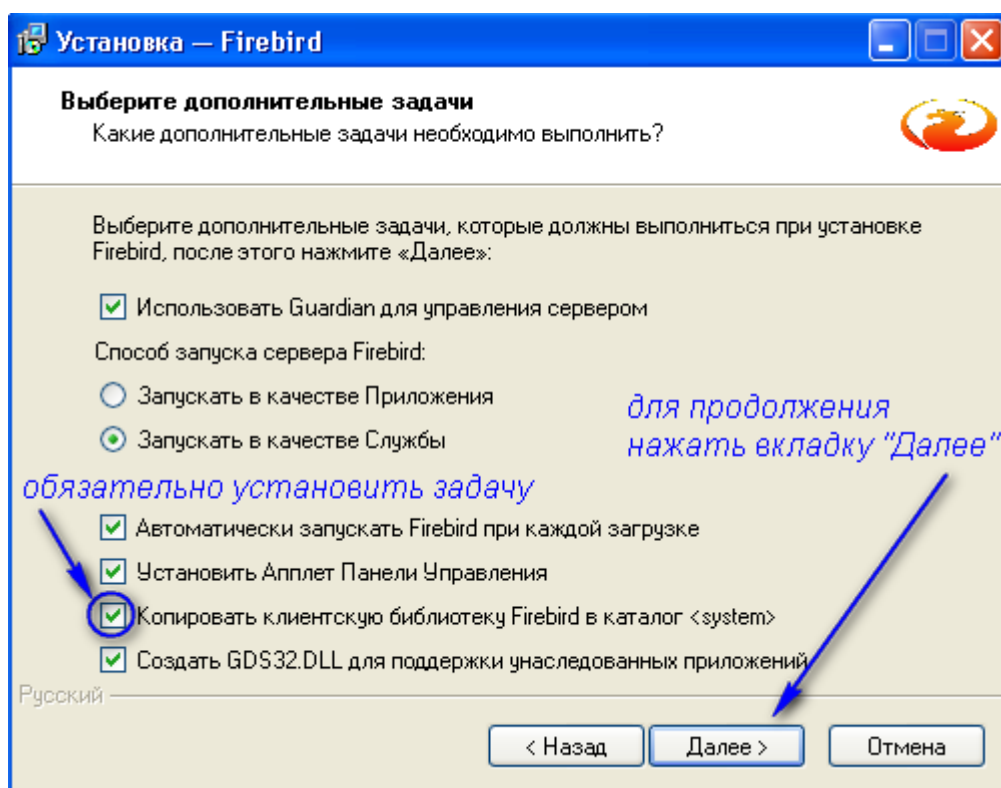 Установка — Firebird
Выберите дополнительные задачи
Какие дополнительные задачи необходимо выполнить?
Выберите дополнительные задачи, которые должны выполниться при установке
Firebird, после этого нажмите «Далее»:
Использовать Guardian для управления сервером
Способ запуска сервера Firebird:
Запускать в качестве Приложения
для продолжения
Запускать в качестве Службы
нажать вкладку "Далее"
обязательно установить задачу
Автоматически запускать Firebird при каждой загрузке
Установить Апплет Панели Управления
Копировать клиентскую библиотеку Firebird в каталог <system>
Создать GDS32.DLL для поддержки унаследованных приложений
Русский
< Назад
Далее >
Отмена